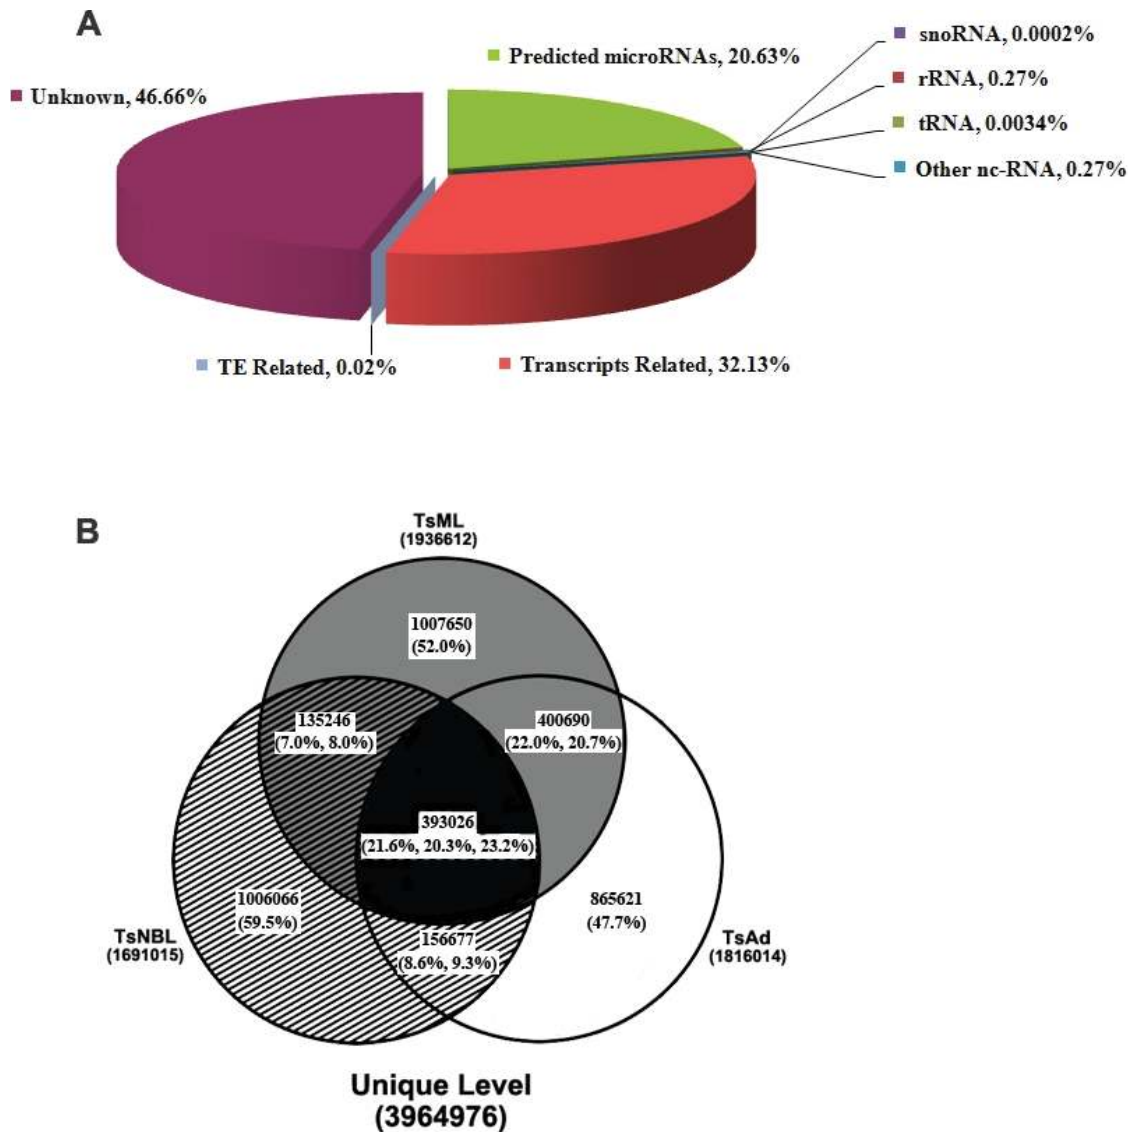 A
snoRNA, 0.0002%
Predicted microRNAs, 20.63%
rRNA, 0.27%
Unknown, 46.66%
tRNA, 0.0034%
Other nc-RNA, 0.27%
TE Related, 0.02%
Transcripts Related, 32.13%
B
TsML
(1936612)
1007650
(52.0%)
135246
(7.0%, 8.0%)
400690
(22.0%, 20.7%)
393026
(21.6%, 20.3%, 23.2%)
1006066
(59.5%)
865621
(47.7%)
TsNBL
(1691015)
156677
(8.6%, 9.3%)
TsAd
(1816014)
Unique Level
(3964976)